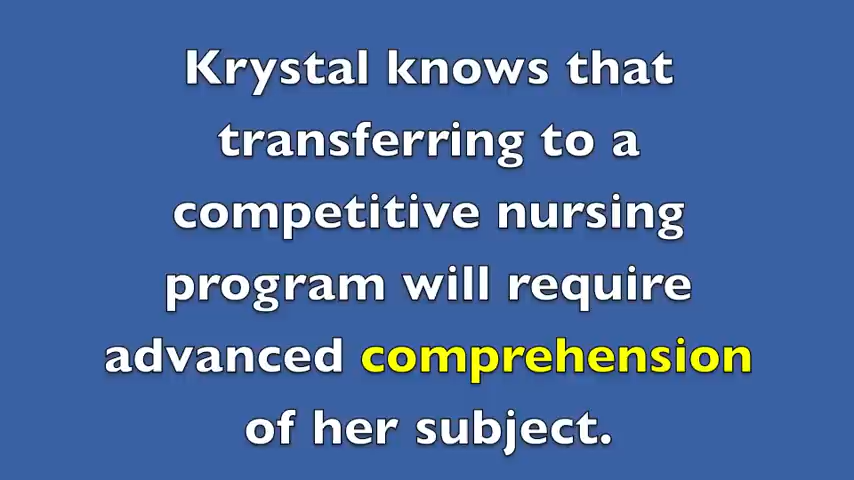 Krystal knows that
transferring to a
competitive nursing
program will require
advanced comprehension
of her subject.